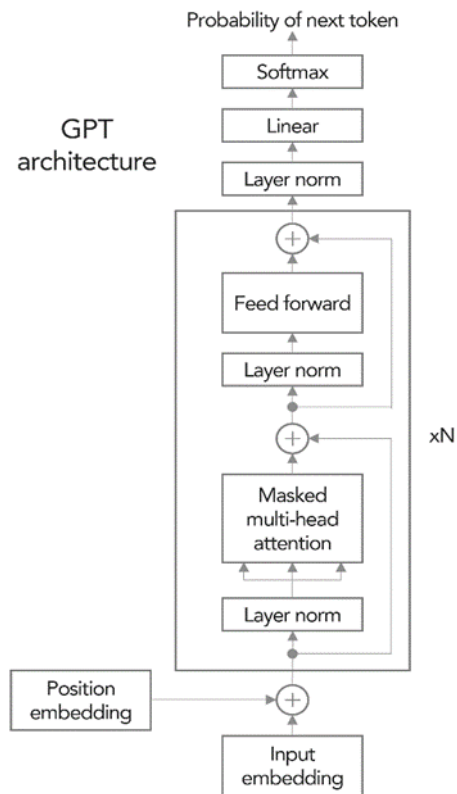 Probability of next token
Softmax
Linear
GPT
architecture
Layer norm
Feed forward
Layer norm
xN
Masked
multi-head
attention
Layer norm
Position
embedding
Input
embedding